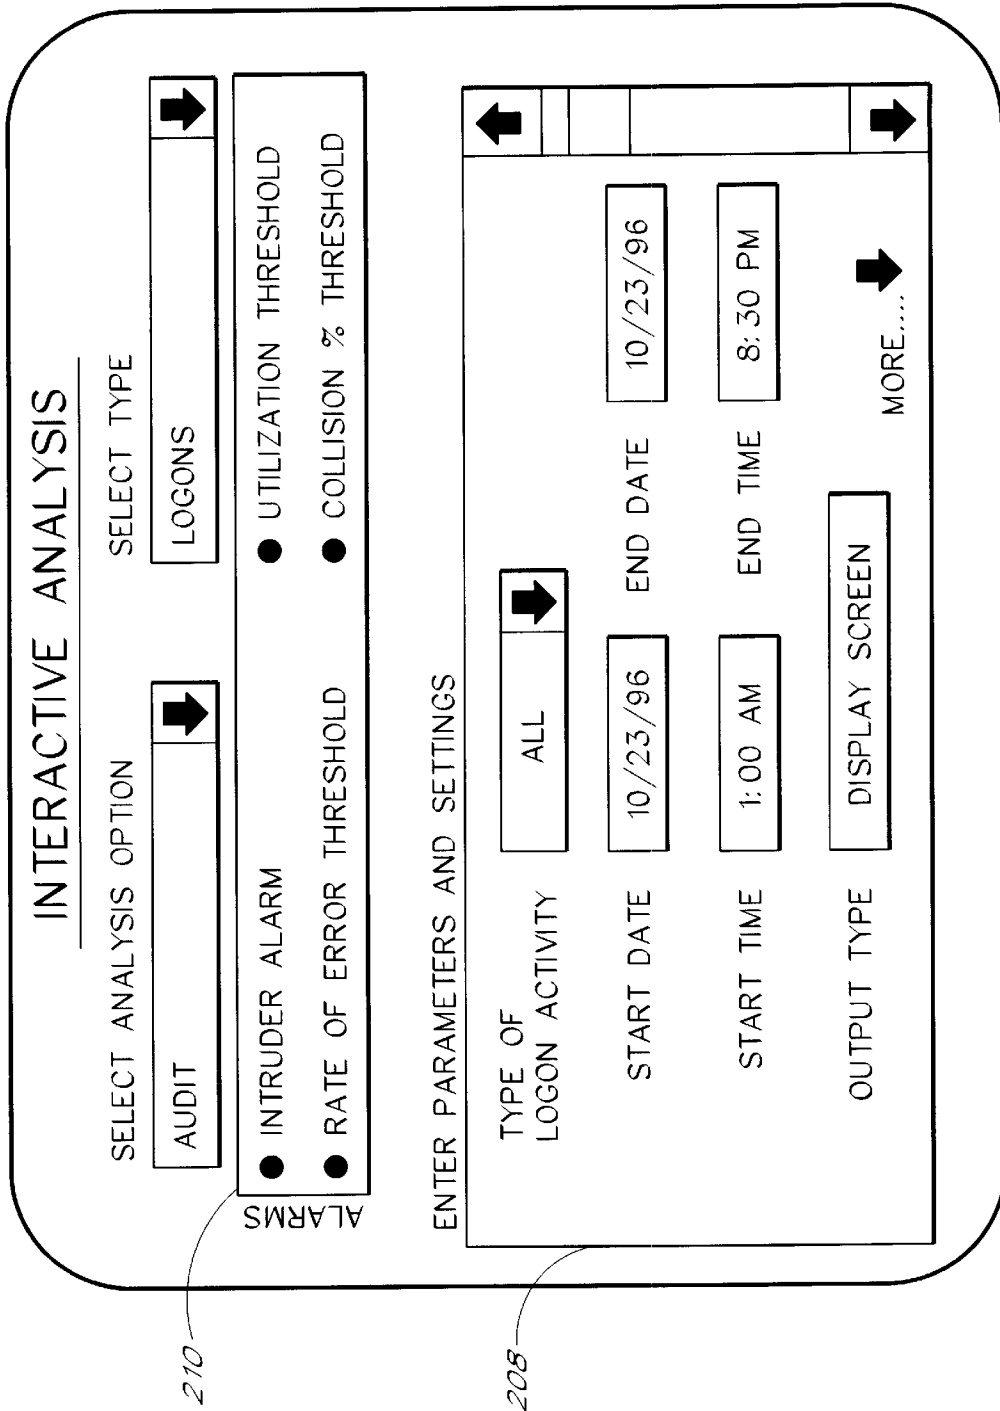 INTERACTIVE ANALYSIS
SELECT ANALYSIS OPTION
SELECT TYPE
AUDIT
LOGONS
ALARMS
INTRUDER ALARM
UTILIZATION THRESHOLD
RATE OF ERROR THRESHOLD
COLLISION % THRESHOLD
210
ENTER PARAMETERS AND SETTINGS
TYPE OF
LOGON ACTIVITY
ALL
START DATE
10/23/96
END DATE
10/23/96
START TIME
1:00 AM
END TIME
8:30 PM
OUTPUT TYPE
DISPLAY SCREEN
MORE.....
208